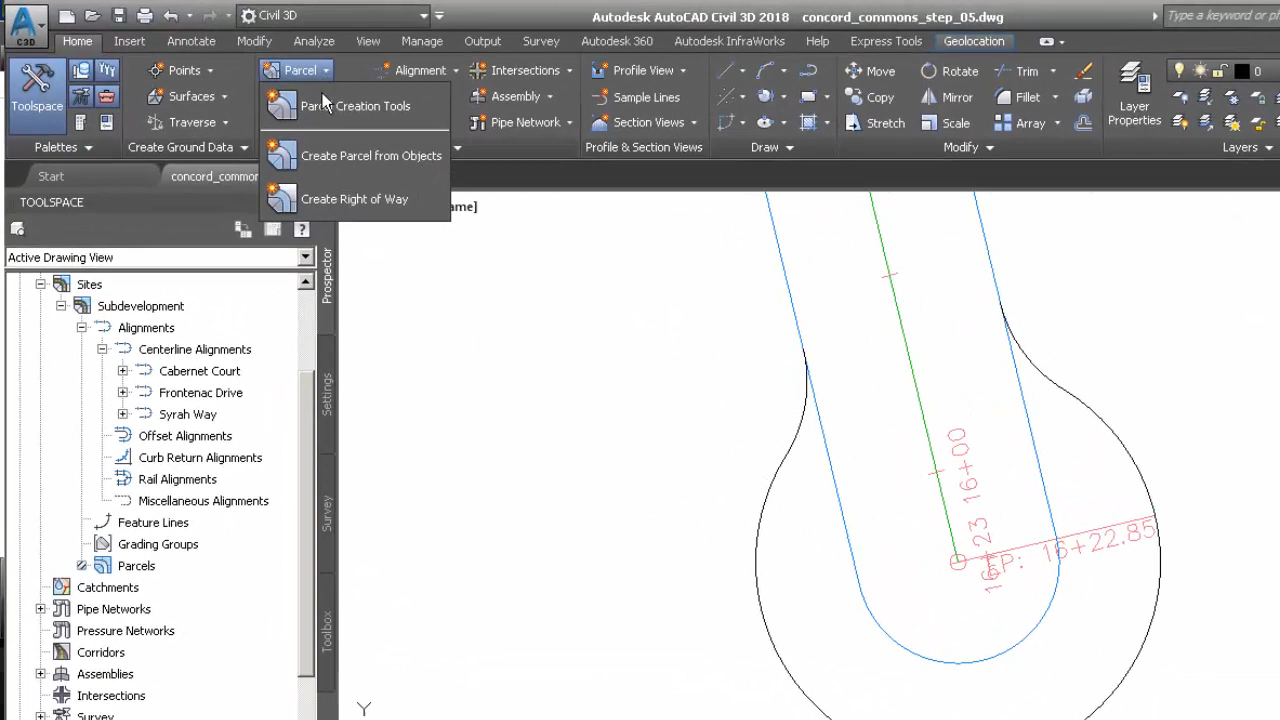 Civil 3D
Autodesk AutoCAD Civil 3D 2018 concord_commons_step_05.dwg
Type a keyword or
C3D
Home Insert Annotate Modify Analyze View Manage Output Survey Autodesk 360 Autodesk InfraWorks Help Express Tools Geolocation
Points Parcel Alignment Intersections Profile View Move Rotate Trim 0
Toolspace Surfaces Assembly Sample Lines Copy Mirror Fillet Layer Properties
Traverse Pipe Network Section Views Stretch Scale Array
Palettes Create Ground Data Profile & Section Views Draw Modify Layers
Creation Tools
Create Parcel from Objects
Create Right of Way
Start concord_common
TOOLSPACE
Active Drawing View
Sites
Subdevelopment
Alignments
Centerline Alignments
Cabernet Court
Frontenac Drive
Syrah Way
Offset Alignments
Curb Return Alignments
Rail Alignments
Miscellaneous Alignments
Feature Lines
Grading Groups
Parcels
Catchments
Pipe Networks
Pressure Networks
Corridors
Assemblies
Intersections
Survey
Prospector
Settings
Survey
Toolbox
16+00
16+22.85
Y